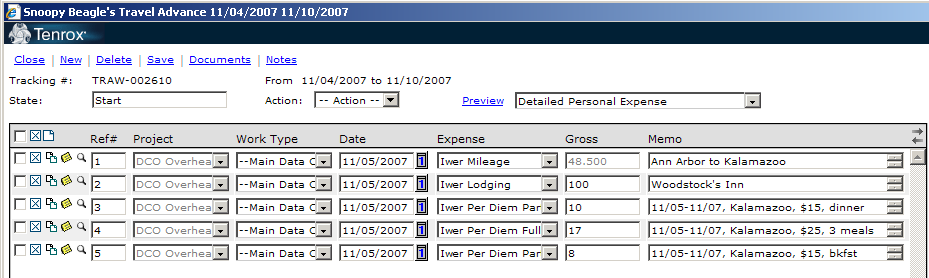 Snoopy Beagle's Travel Advance 11/04/2007 11/10/2007
Tenrox
Close | New | Delete | Save | Documents | Notes
Tracking #: TRAW-002610 From 11/04/2007 to 11/10/2007
State: Start Action: -- Action -- Preview Detailed Personal Expense
Ref# Project Work Type Date Expense Gross Memo
1 DCO Overhea --Main Data C 11/05/2007 Iwer Mileage 48.500 Ann Arbor to Kalamazoo
2 DCO Overhea --Main Data C 11/05/2007 Iwer Lodging 100 Woodstock's Inn
3 DCO Overhea --Main Data C 11/05/2007 Iwer Per Diem Par 10 11/05-11/07, Kalamazoo, $15, dinner
4 DCO Overhea --Main Data C 11/05/2007 Iwer Per Diem Full 17 11/05-11/07, Kalamazoo, $25, 3 meals
5 DCO Overhea --Main Data C 11/05/2007 Iwer Per Diem Par 8 11/05-11/07, Kalamazoo, $15, bkfst